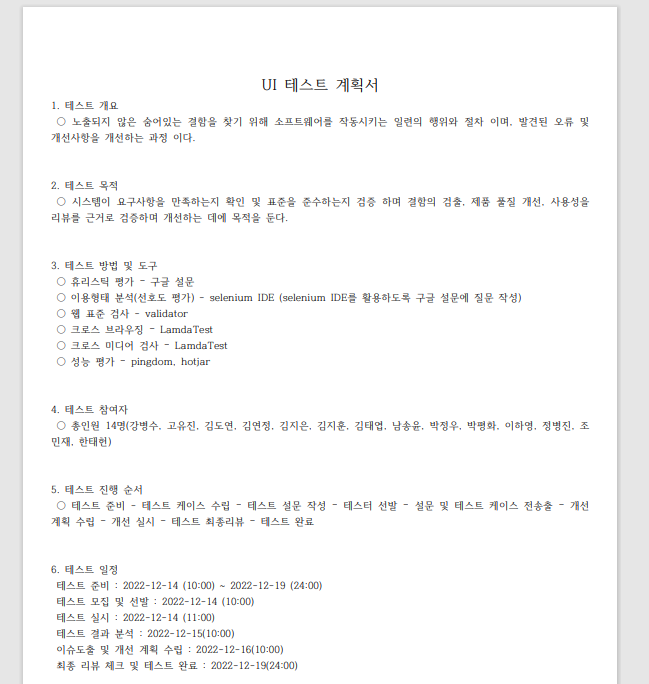 UI 테스트 계획서
1. 테스트 개요
○ 노출되지 않은 숨어있는 결함을 찾기 위해 소프트웨어를 작동시키는 일련의 행위와 절차 이며, 발견된 오류 및
개선사항을 개선하는 과정 이다.
2. 테스트 목적
○ 시스템이 요구사항을 만족하는지 확인 및 표준을 준수하는지 검증 하며 결함의 검출, 제품 품질 개선, 사용성을
리뷰를 근거로 검증하며 개선하는 데에 목적을 둔다.
3. 테스트 방법 및 도구
○ 휴리스틱 평가 - 구글 설문
○ 이용형태 분석(선호도 평가) - selenium IDE (selenium IDE를 활용하도록 구글 설문에 질문 작성)
○ 웹 표준 검사 - validator
○ 크로스 브라우징 - LamdaTest
○ 크로스 미디어 검사 - LamdaTest
○ 성능 평가 - pingdom, hotjar
4. 테스트 참여자
○ 총인원 14명(강병수, 고유진, 김도연, 김연정, 김지은, 김지훈, 김태엽, 남송윤, 박정우, 박평화, 이하영, 정병진, 조
민재, 한태헌)
5. 테스트 진행 순서
○ 테스트 준비 - 테스트 케이스 수립 - 테스트 설문 작성 - 테스터 선발 - 설문 및 테스트 케이스 전송출 - 개선
계획 수립 - 개선 실시 - 테스트 최종리뷰 - 테스트 완료
6. 테스트 일정
테스트 준비 : 2022-12-14 (10:00) ~ 2022-12-19 (24:00)
테스트 모집 및 선발 : 2022-12-14 (10:00)
테스트 실시 : 2022-12-14 (11:00)
테스트 결과 분석 : 2022-12-15(10:00)
이슈도출 및 개선 계획 수립 : 2022-12-16(10:00)
최종 리뷰 체크 및 테스트 완료 : 2022-12-19(24:00)